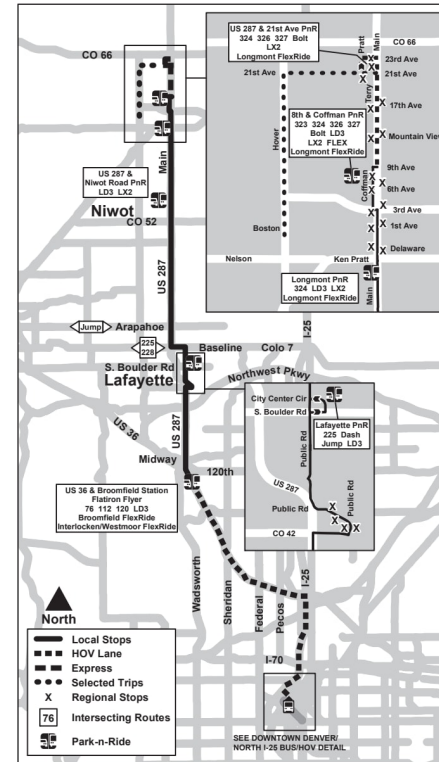 CO 66
US 287 & 21st Ave PnR
324 326 327 Bolt
LX2
Longmont FlexRide
Pratt
Main
CO 66
23rd Ave
21st Ave
21st Ave
Terry
17th Ave
Hover
8th & Coffman PnR
323 324 326 327
Bolt LD3
LX2 FLEX
Longmont FlexRide
Mountain View
9th Ave
Coffman
6th Ave
3rd Ave
1st Ave
Boston
Delaware
Nelson
Ken Pratt
Longmont PnR
324 LD3 LX2
Longmont FlexRide
Main
Main
US 287 &
Niwot Road PnR
LD3 LX2
Niwot
CO 52
US 287
I-25
Jump
Arapahoe
225
228
Baseline
Colo 7
S. Boulder Rd
Lafayette
Northwest Pkwy
City Center Cir
S. Boulder Rd
Lafayette PnR
225 Dash
Jump LD3
Public Rd
US 287
Public Rd
Public Rd
CO 42
US 36
US 287
Midway
120th
US 36 & Broomfield Station
Flatiron Flyer
76 112 120 LD3
Broomfield FlexRide
Interlocken/Westmoor FlexRide
Wadsworth
Sheridan
Federal
Pecos
I-25
I-70
North
Local Stops
HOV Lane
Express
Selected Trips
X Regional Stops
76 Intersecting Routes
Park-n-Ride
SEE DOWNTOWN DENVER/
NORTH I-25 BUS/HOV DETAIL